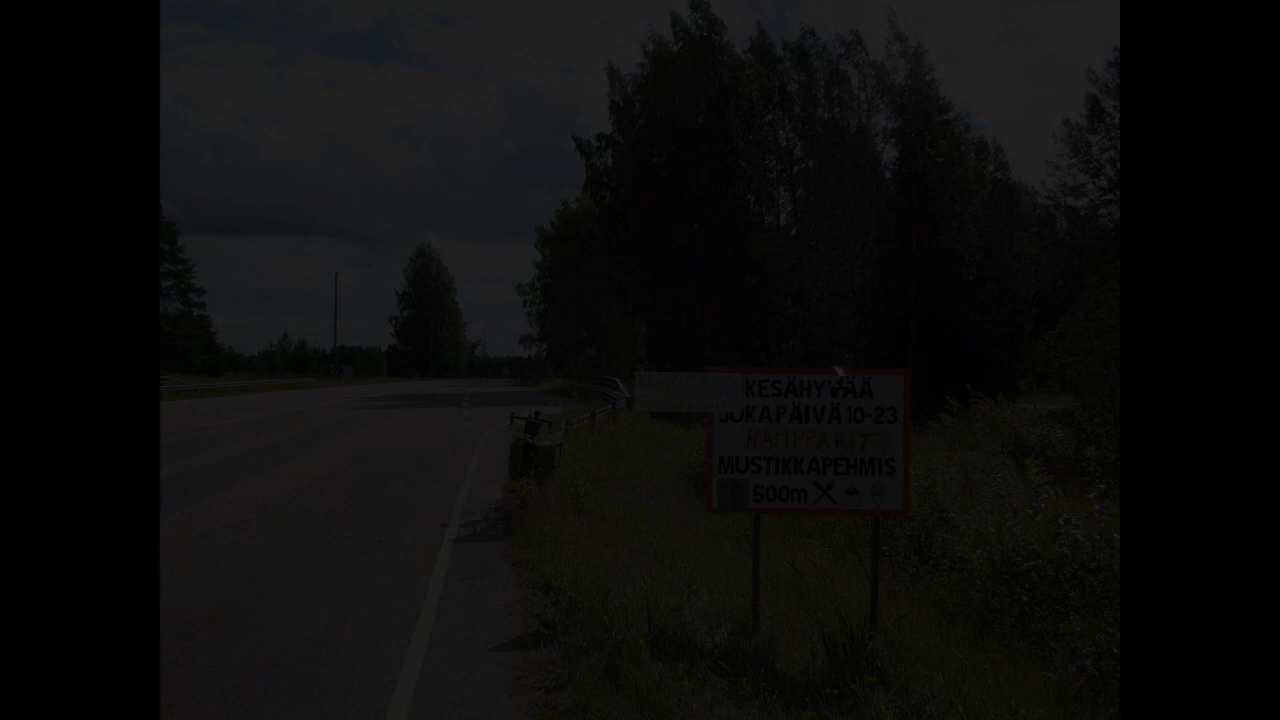 KESÄHYVÄÄ
JOKAPÄIVÄ 10-23
HAMPPARIT
MUSTIKKAPEHMIS
500m